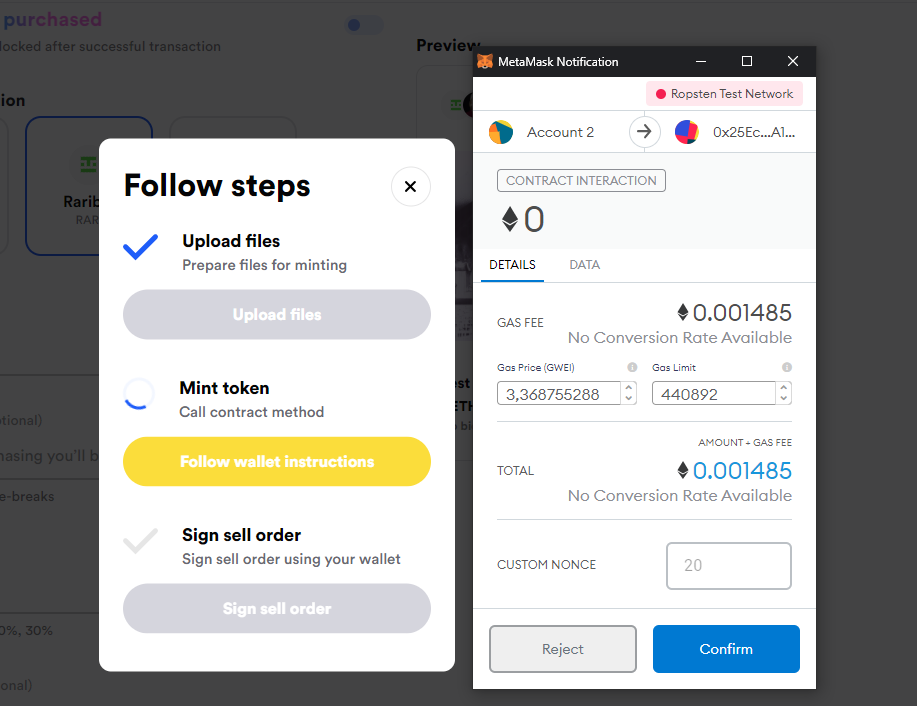 purchased
locked after successful transaction
Preview
ion
Rarib
RAR
ptional)
hasing you'll b
e-breaks
0%, 30%
onal)
Follow steps
Upload files
Prepare files for minting
Upload files
Mint token
Call contract method
Follow wallet instructions
Sign sell order
Sign sell order using your wallet
Sign sell order
est
ETH
bi
MetaMask Notification
Ropsten Test Network
Account 2
0x25Ec...A1...
CONTRACT INTERACTION
0
DETAILS
DATA
GAS FEE
0.001485
No Conversion Rate Available
Gas Price (GWEI)
Gas Limit
3,368755288
440892
AMOUNT + GAS FEE
TOTAL
0.001485
No Conversion Rate Available
CUSTOM NONCE
20
Reject
Confirm